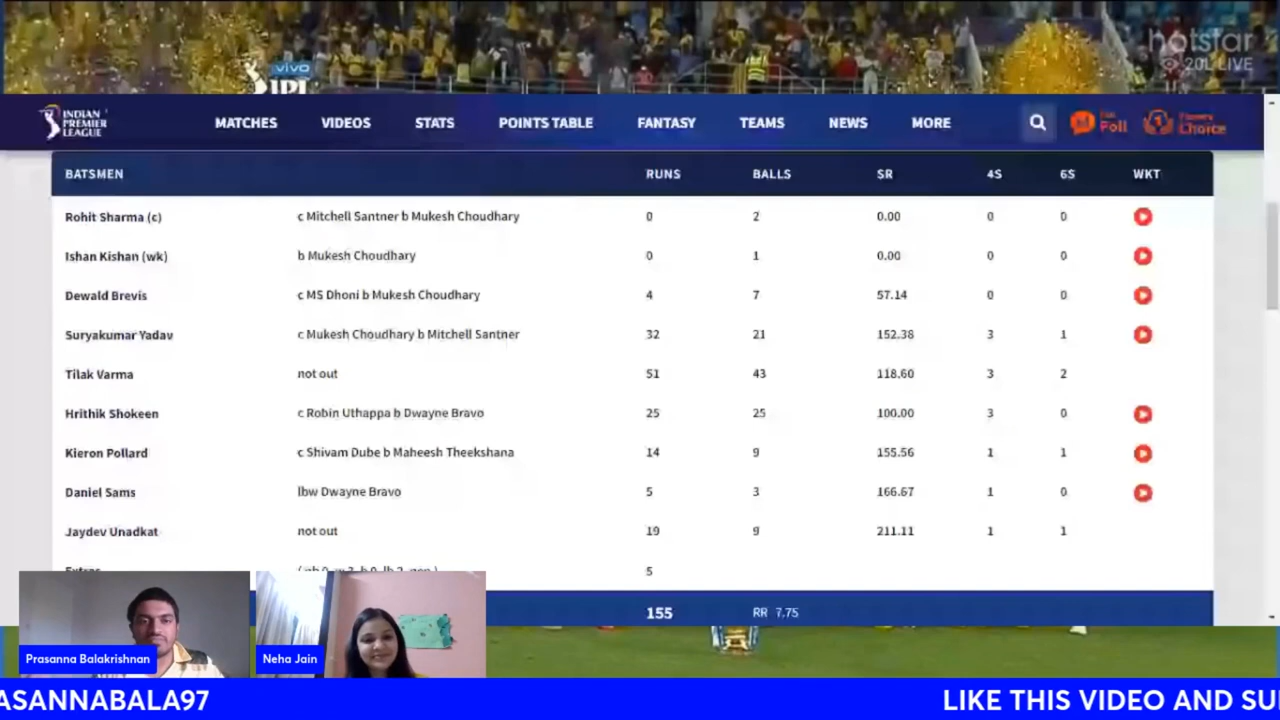 hotstar
20L LIVE
vivo
IPL
INDIAN
PREMIER
LEAGUE
MATCHES VIDEOS STATS POINTS TABLE FANTASY TEAMS NEWS MORE
Poll
Choice
BATSMEN RUNS BALLS SR 4S 6S WKT
Rohit Sharma (c) c Mitchell Santner b Mukesh Choudhary 0 2 0.00 0 0
Ishan Kishan (wk) b Mukesh Choudhary 0 1 0.00 0 0
Dewald Brevis c MS Dhoni b Mukesh Choudhary 4 7 57.14 0 0
Suryakumar Yadav c Mukesh Choudhary b Mitchell Santner 32 21 152.38 3 1
Tilak Varma not out 51 43 118.60 3 2
Hrithik Shokeen c Robin Uthappa b Dwayne Bravo 25 25 100.00 3 0
Kieron Pollard c Shivam Dube b Maheesh Theekshana 14 9 155.56 1 1
Daniel Sams lbw Dwayne Bravo 5 3 166.67 1 0
Jaydev Unadkat not out 19 9 211.11 1 1
Extras 5
155 RR 7.75
Prasanna Balakrishnan
Neha Jain
ASANNABALA97 LIKE THIS VIDEO AND SU